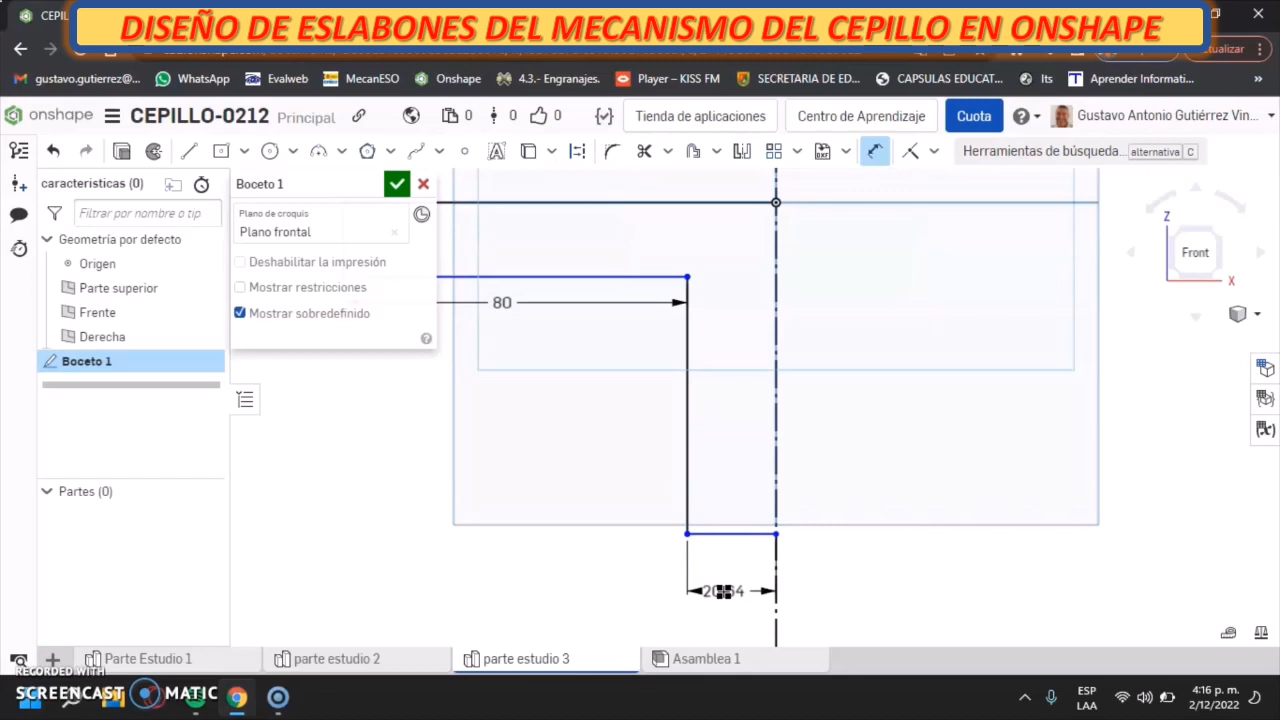 CEPIL
DISEÑO DE ESLABONES DEL MECANISMO DEL CEPILLO EN ONSHAPE
ctualizar
gustavo.gutierrez@...
WhatsApp
Evalweb
MecanESO
Onshape
4.3.- Engranajes.
Player – KISS FM
SECRETARIA DE ED...
CAPSULAS EDUCAT...
Its
Aprender Informati...
»
onshape
CEPILLO-0212
Principal
0
0
0
Tienda de aplicaciones
Centro de Aprendizaje
Cuota
Gustavo Antonio Gutiérrez Vin...
Herramientas de búsqueda...
alternativa
C
caracteristicas (0)
Filtrar por nombre o tip
Geometría por defecto
Origen
Parte superior
Frente
Derecha
Boceto 1
Partes (0)
Boceto 1
Plano de croquis
Plano frontal
Deshabilitar la impresión
Mostrar restricciones
Mostrar sobredefinido
80
Z
Front
X
Parte Estudio 1
parte estudio 2
parte estudio 3
Asamblea 1
RECORDED WITH
SCREENCAST MATIC
ESP
LAA
4:16 p. m.
2/12/2022